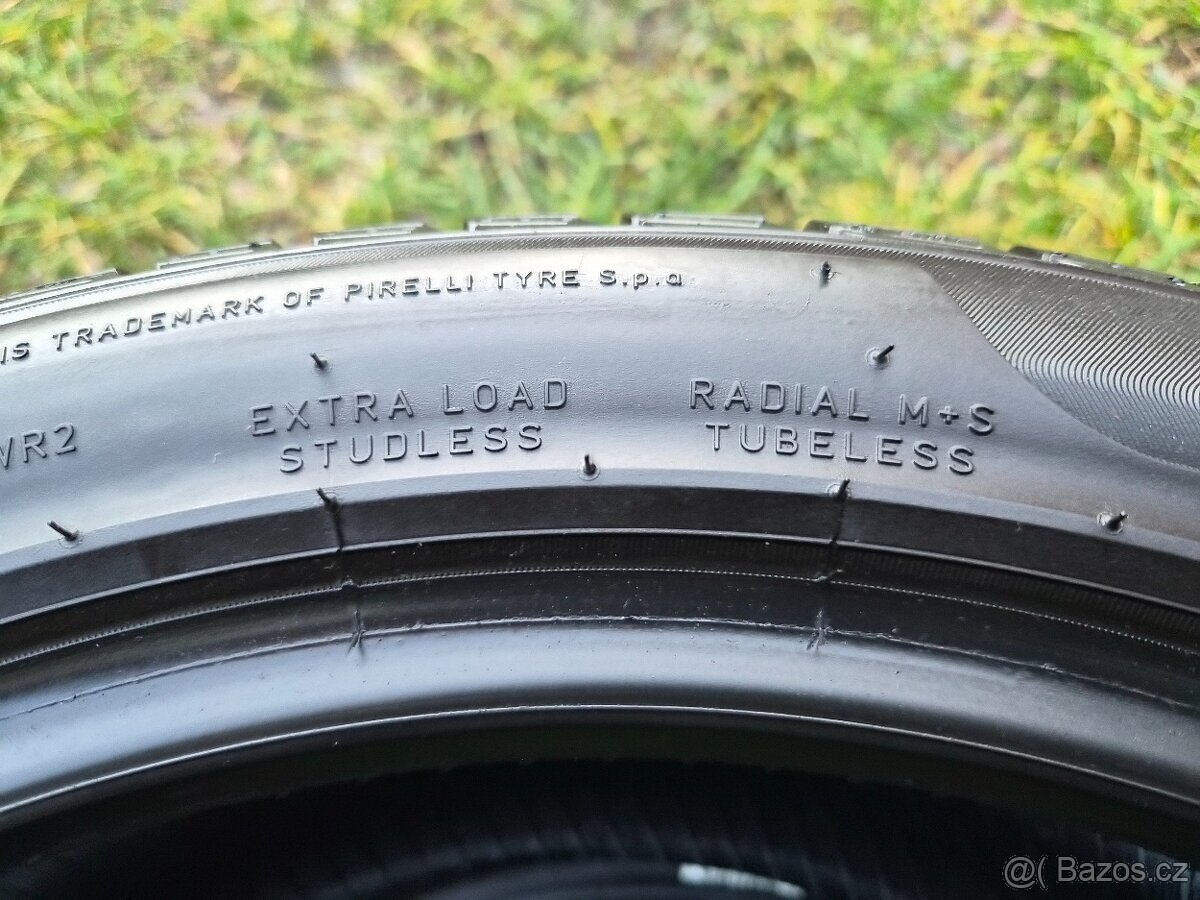 IS TRADEMARK OF PIRELLI TYRE S.p.a
WR2
EXTRA LOAD
STUDLESS
RADIAL M+S
TUBELESS
@( Bazos.cz